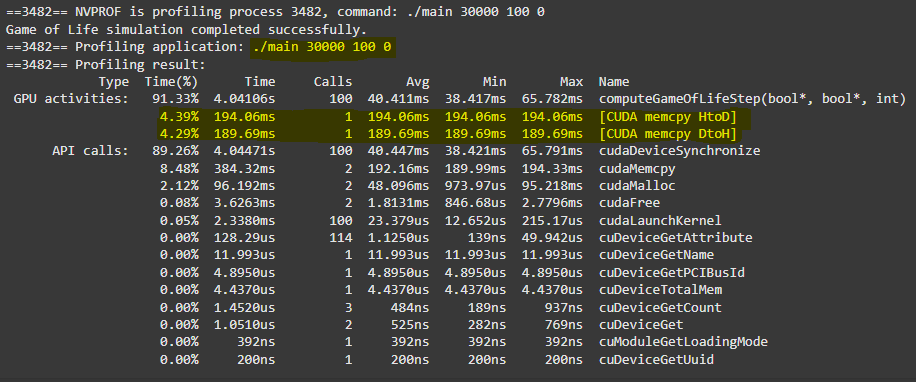 ==3482== NVPROF is profiling process 3482, command: ./main 30000 100 0
Game of Life simulation completed successfully.
==3482== Profiling application: ./main 30000 100 0
==3482== Profiling result:
Type Time(%) Time Calls Avg Min Max Name
GPU activities: 91.33% 4.04106s 100 40.411ms 38.417ms 65.782ms computeGameOfLifeStep(bool*, bool*, int)
4.39% 194.06ms 1 194.06ms 194.06ms 194.06ms [CUDA memcpy HtoD]
4.29% 189.69ms 1 189.69ms 189.69ms 189.69ms [CUDA memcpy DtoH]
API calls: 89.26% 4.04471s 100 40.447ms 38.421ms 65.791ms cudaDeviceSynchronize
8.48% 384.32ms 2 192.16ms 189.99ms 194.33ms cudaMemcpy
2.12% 96.192ms 2 48.096ms 973.97us 95.218ms cudaMalloc
0.08% 3.6263ms 2 1.8131ms 846.68us 2.7796ms cudaFree
0.05% 2.3380ms 100 23.379us 12.652us 215.17us cudaLaunchKernel
0.00% 128.29us 114 1.1250us 139ns 49.942us cuDeviceGetAttribute
0.00% 11.993us 1 11.993us 11.993us 11.993us cuDeviceGetName
0.00% 4.8950us 1 4.8950us 4.8950us 4.8950us cuDeviceGetPCIBusId
0.00% 4.4370us 1 4.4370us 4.4370us 4.4370us cuDeviceTotalMem
0.00% 1.4520us 3 484ns 189ns 937ns cuDeviceGetCount
0.00% 1.0510us 2 525ns 282ns 769ns cuDeviceGet
0.00% 392ns 1 392ns 392ns 392ns cuModuleGetLoadingMode
0.00% 200ns 1 200ns 200ns 200ns cuDeviceGetUuid